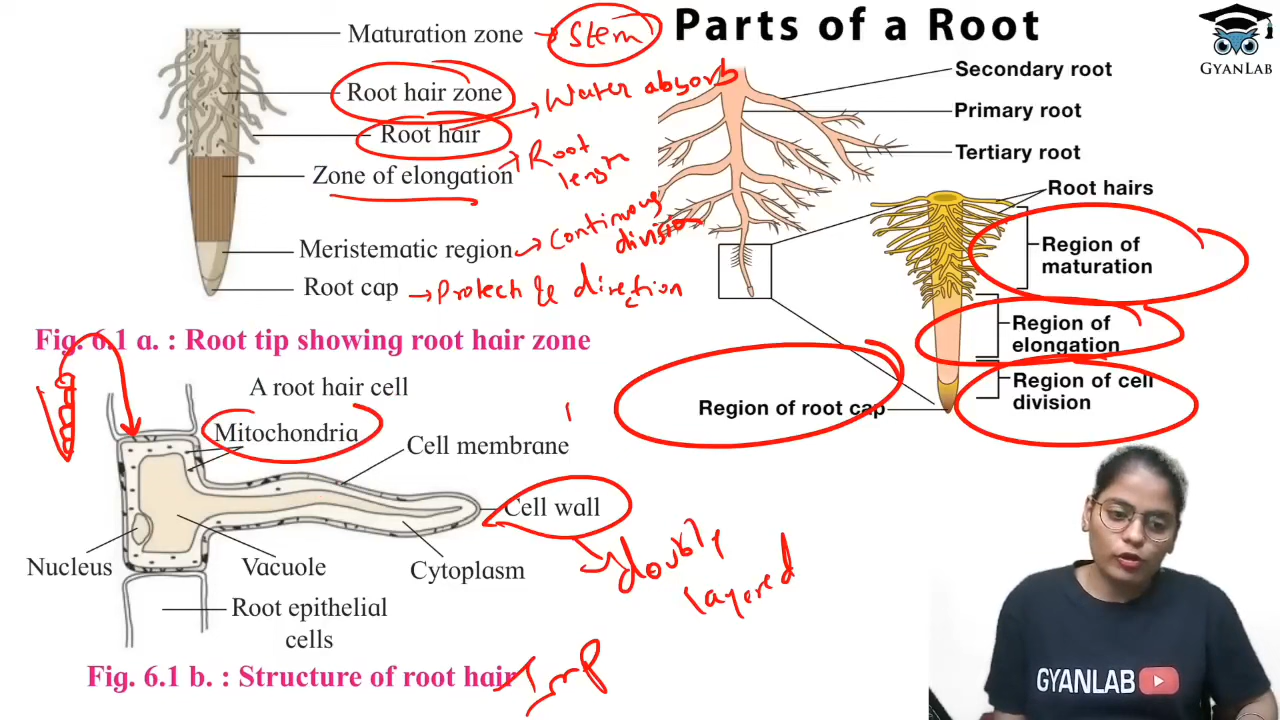 Parts of a Root
GYANLAB
Maturation zone → Stem
Root hair zone
Root hair → Water absorb
Zone of elongation → Root
length
Meristematic region → Continuous
division
Root cap → Protect & direction
Fig. 6.1 a. : Root tip showing root hair zone
Secondary root
Primary root
Tertiary root
Root hairs
Region of
maturation
Region of
elongation
Region of cell
division
Region of root cap
A root hair cell
Mitochondria
Cell membrane
Cell wall → doubly
layered
Nucleus
Vacuole
Cytoplasm
Root epithelial
cells
Fig. 6.1 b. : Structure of root hair
Imp
GYANLAB